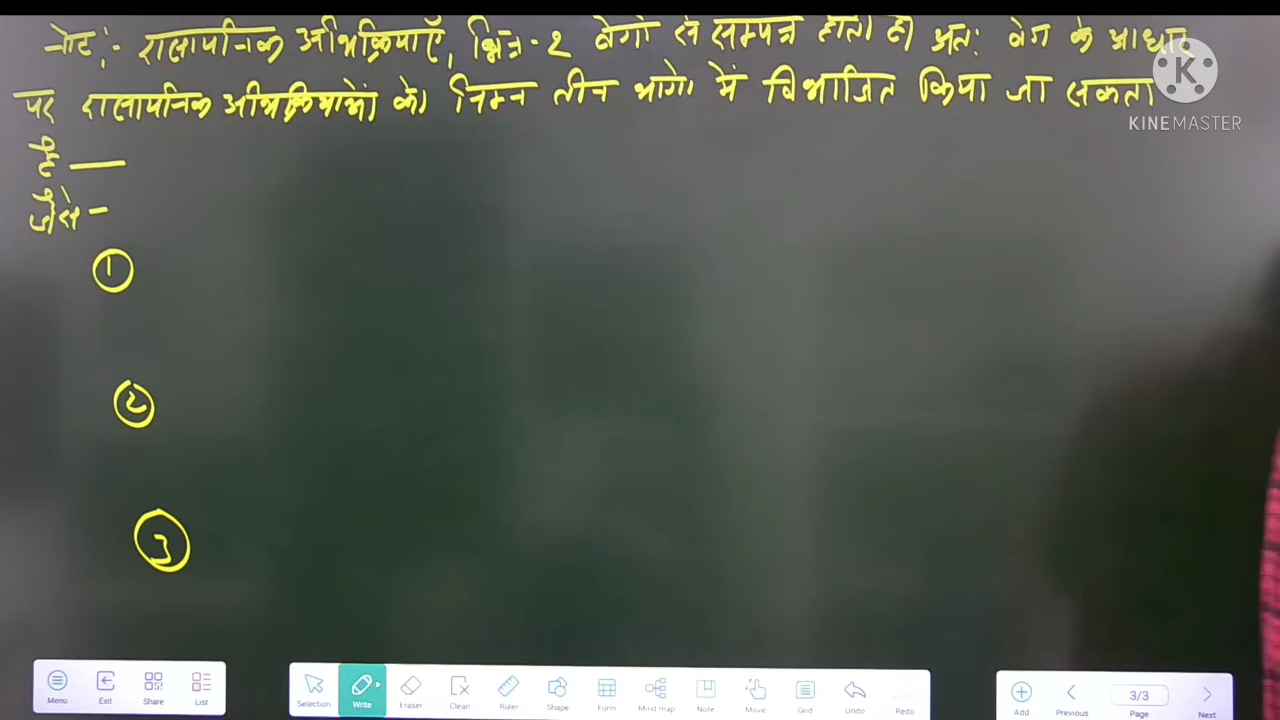 नोट:- रासायनिक अभिक्रियाएँ, भिन्न-2 वेगो से सम्पन्न होती है अतः वेग के आधार
पर रासायनिक अभिक्रियाओं को निम्न तीन भागो में विभाजित किया जा सकता
है —
जैसे -
①
②
③
K
KINEMASTER
Menu Exit Share List Selection Write Eraser Clean Ruler Shape Form Mind map Note Move Grid Undo Redo Add Previous 3/3 Page Next